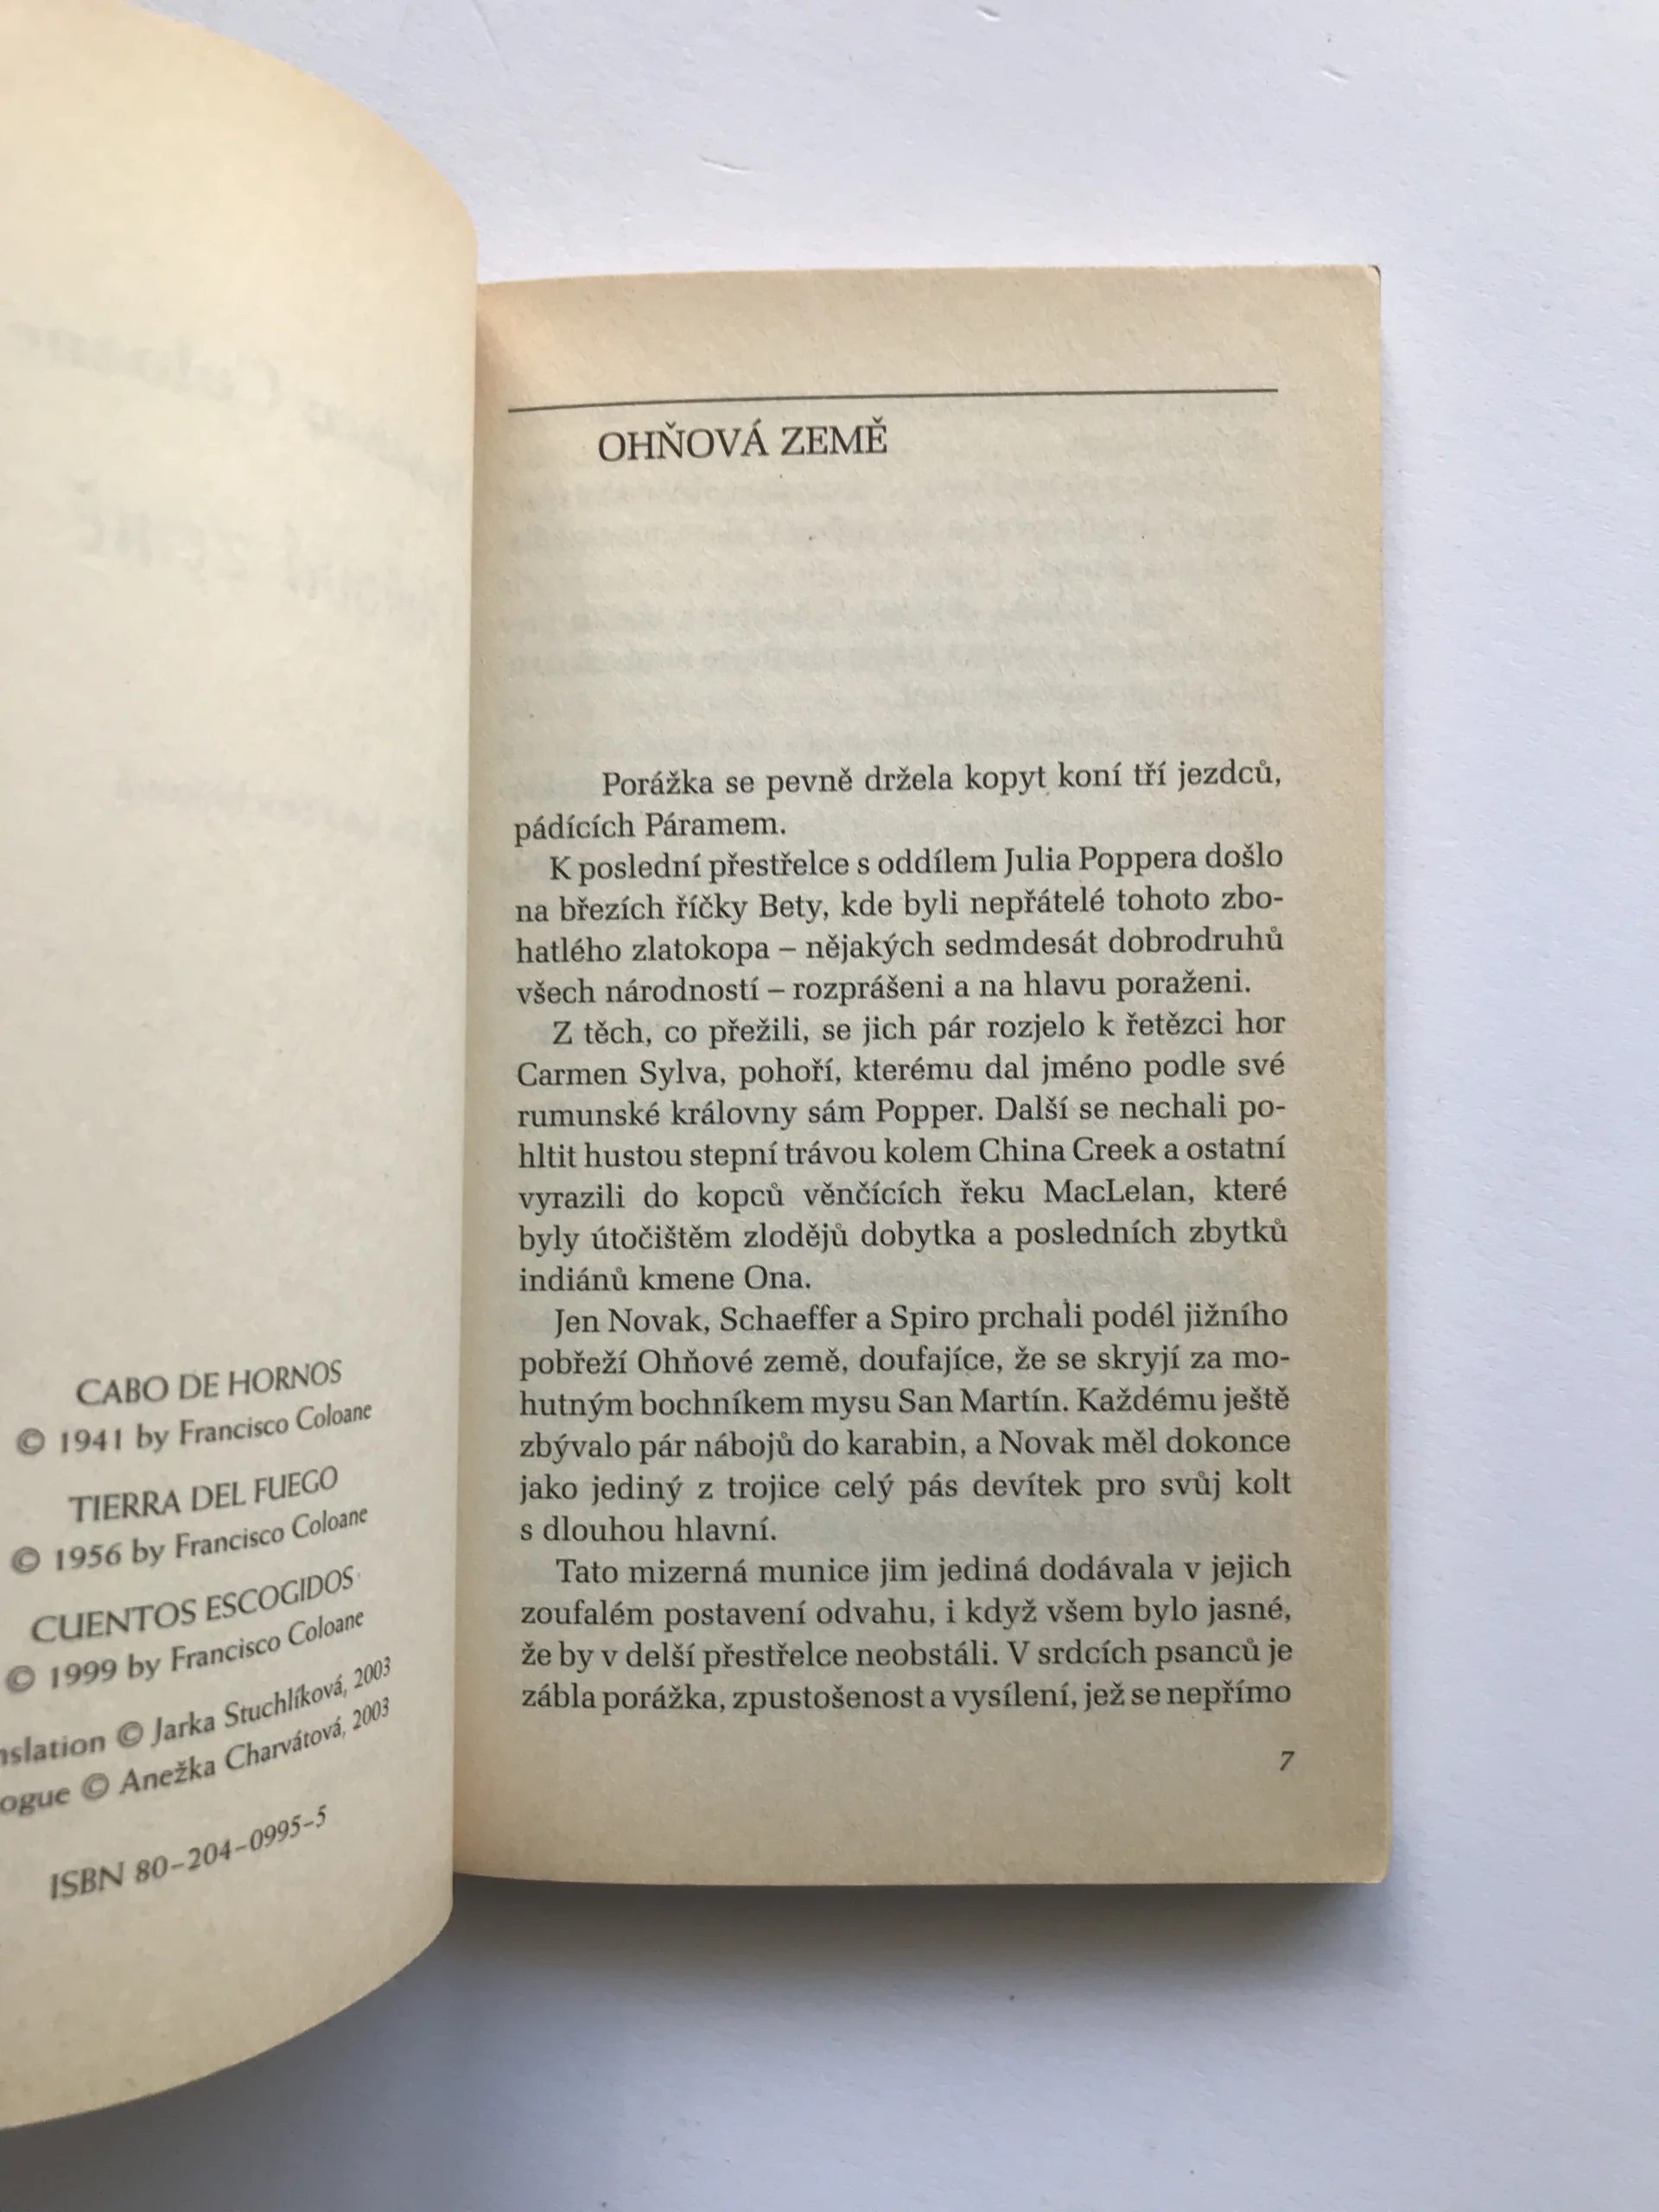 CABO DE HORNOS
© 1941 by Francisco Coloane
TIERRA DEL FUEGO
© 1956 by Francisco Coloane
CUENTOS ESCOGIDOS
© 1999 by Francisco Coloane
© Jarka Stuchlíková, 2003
© Anežka Charvátová, 2003
ISBN 80-204-0995-5
OHŇOVÁ ZEMĚ
Porážka se pevně držela kopyt koní tří jezdců,
pádících Páramem.
K poslední přestřelce s oddílem Julia Poppera došlo
na březích říčky Bety, kde byli nepřátelé tohoto zbo-
hatlého zlatokopa – nějakých sedmdesát dobrodruhů
všech národností – rozprášeni a na hlavu poraženi.
Z těch, co přežili, se jich pár rozjelo k řetězci hor
Carmen Sylva, pohoří, kterému dal jméno podle své
rumunské královny sám Popper. Další se nechali po-
hltit hustou stepní trávou kolem China Creek a ostatní
vyrazili do kopců věnčících řeku MacLelan, které
byly útočištěm zlodějů dobytka a posledních zbytků
indiánů kmene Ona.
Jen Novak, Schaeffer a Spiro prchali podél jižního
pobřeží Ohňové země, doufajíce, že se skryjí za mo-
hutným bochníkem mysu San Martín. Každému ještě
zbývalo pár nábojů do karabin, a Novak měl dokonce
jako jediný z trojice celý pás devítek pro svůj kolt
s dlouhou hlavní.
Tato mizerná munice jim jediná dodávala v jejich
zoufalém postavení odvahu, i když všem bylo jasné,
že by v delší přestřelce neobstáli. V srdcích psanců je
zábla porážka, zpustošenost a vysílení, jež se nepřímo
7